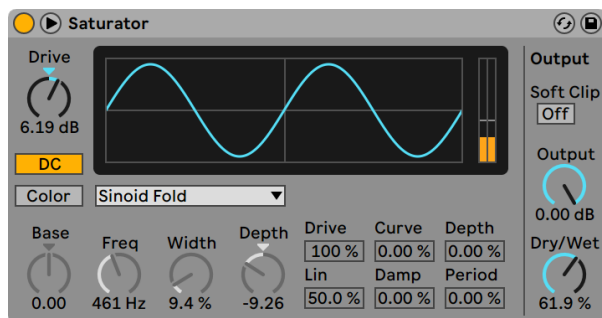 Saturator
Drive
6.19 dB
DC
Color
Sinoid Fold
Base
0.00
Freq
461 Hz
Width
9.4 %
Depth
-9.26
Drive Curve Depth
100 % 0.00 % 0.00 %
Lin Damp Period
50.0 % 0.00 % 0.00 %
Output
Soft Clip
Off
Output
0.00 dB
Dry/Wet
61.9 %